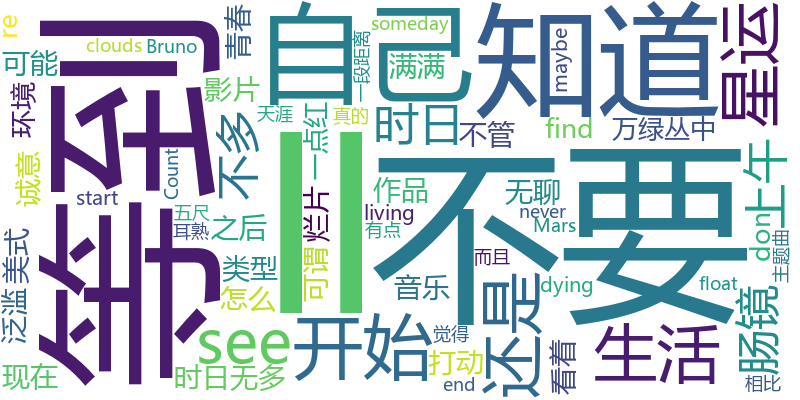 re
clouds
Bruno
可能
环境
诚意
start
Count
美式
泛滥
现在
等到
青春
影片
不多
天涯
一点红
五尺
耳熟
之后
类型
怎么
时日无多
see
||
自己
someday
一段距离
满满
真的
时日
烂片
可谓
作品
living
有点
音乐
开始
觉得
打动
end
知道
maybe
不管
find
万绿丛中
不要
无聊
never
Mars
还是
而且
dying
看着
生活
float
相比
星运
上午
don
肠镜
主题曲